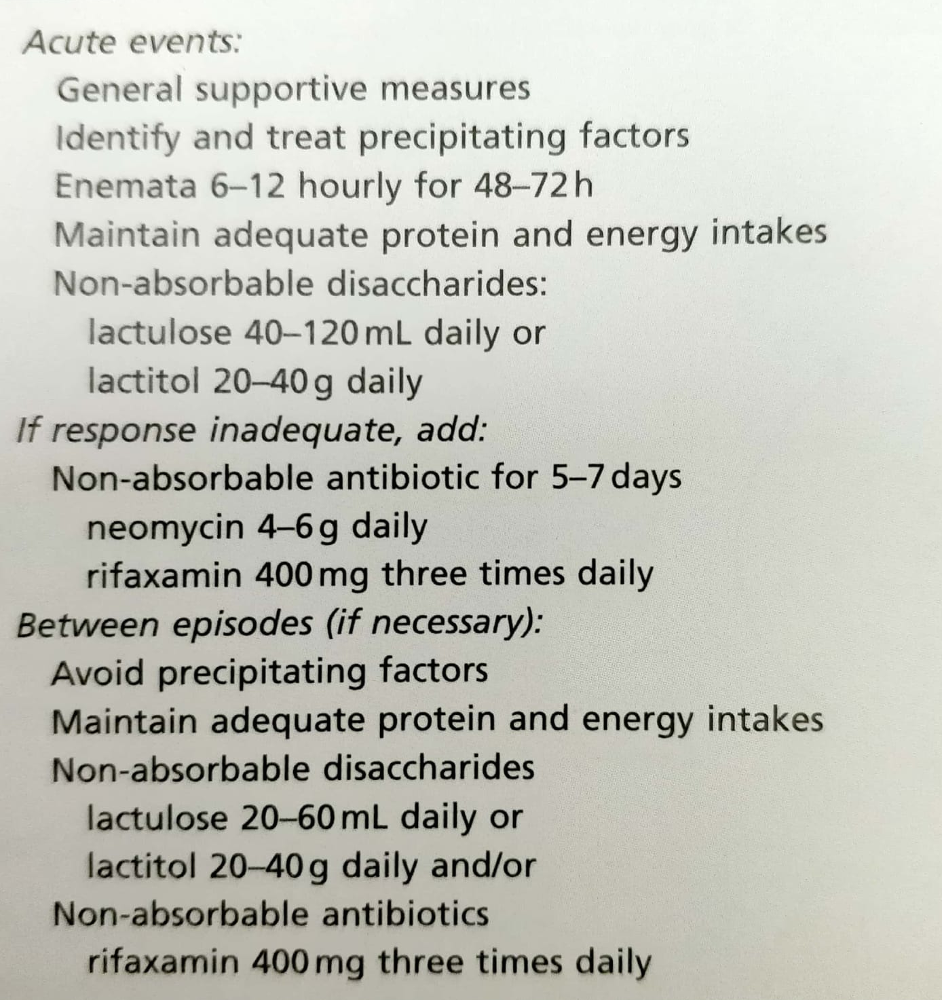 Acute events:
General supportive measures
Identify and treat precipitating factors
Enemata 6–12 hourly for 48–72 h
Maintain adequate protein and energy intakes
Non-absorbable disaccharides:
lactulose 40–120 mL daily or
lactitol 20–40 g daily
If response inadequate, add:
Non-absorbable antibiotic for 5–7 days
neomycin 4–6 g daily
rifaxamin 400 mg three times daily
Between episodes (if necessary):
Avoid precipitating factors
Maintain adequate protein and energy intakes
Non-absorbable disaccharides
lactulose 20–60 mL daily or
lactitol 20–40 g daily and/or
Non-absorbable antibiotics
rifaxamin 400 mg three times daily